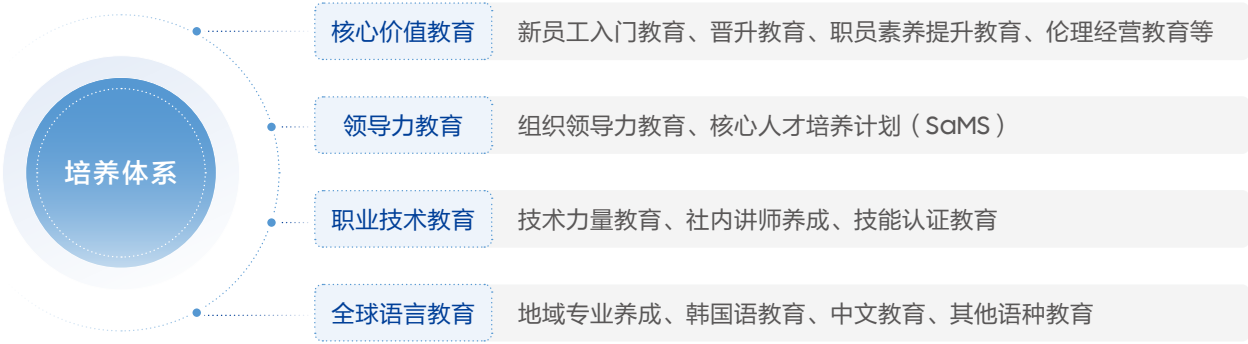 培养体系
核心价值教育
新员工入门教育、晋升教育、职员素养提升教育、伦理经营教育等
领导力教育
组织领导力教育、核心人才培养计划（SaMS）
职业技术教育
技术力量教育、社内讲师养成、技能认证教育
全球语言教育
地域专业养成、韩国语教育、中文教育、其他语种教育